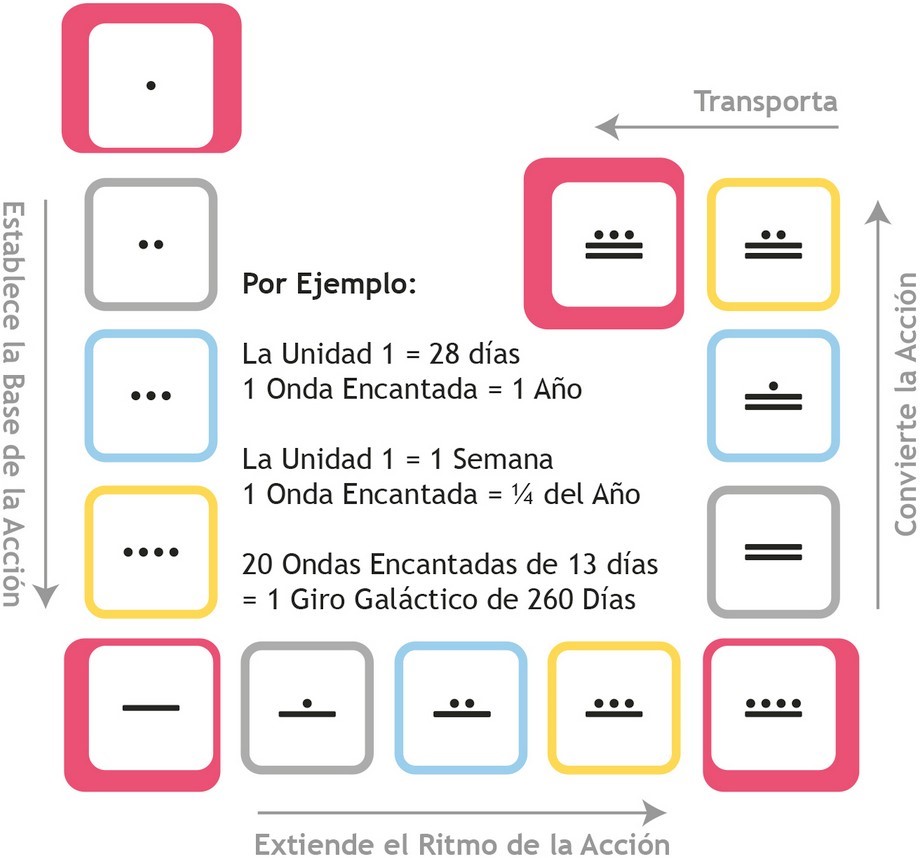 Transporta
Establece la Base de la Acción
Por Ejemplo:
La Unidad 1 = 28 días
1 Onda Encantada = 1 Año
La Unidad 1 = 1 Semana
1 Onda Encantada = ¼ del Año
20 Ondas Encantadas de 13 días
= 1 Giro Galáctico de 260 Días
Convierte la Acción
Extiende el Ritmo de la Acción